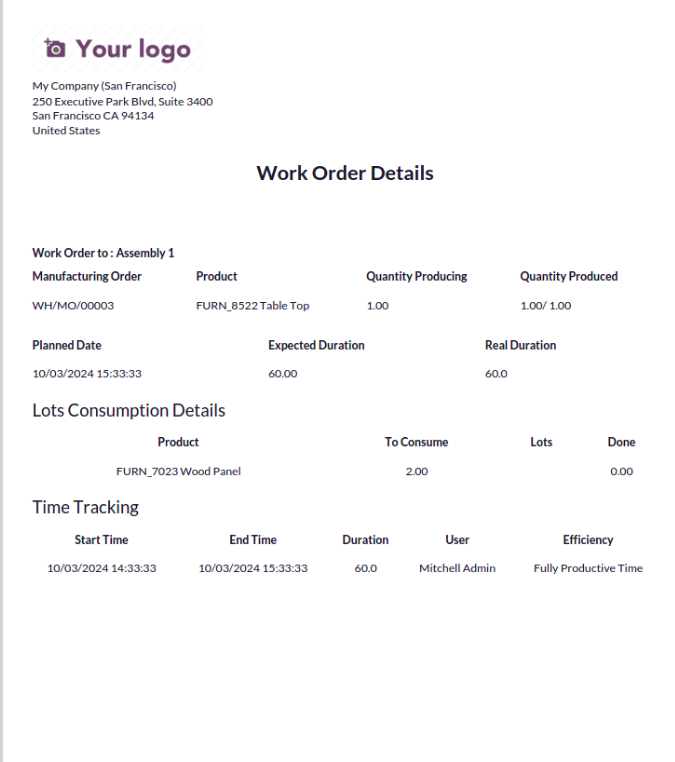 Your logo
My Company (San Francisco)
250 Executive Park Blvd, Suite 3400
San Francisco CA 94134
United States
Work Order Details
Work Order to : Assembly 1
Manufacturing Order Product Quantity Producing Quantity Produced
WH/MO/00003 FURN_8522 Table Top 1.00 1.00/ 1.00
Planned Date Expected Duration Real Duration
10/03/2024 15:33:33 60.00 60.0
Lots Consumption Details
Product To Consume Lots Done
FURN_7023 Wood Panel 2.00 0.00
Time Tracking
Start Time End Time Duration User Efficiency
10/03/2024 14:33:33 10/03/2024 15:33:33 60.0 Mitchell Admin Fully Productive Time